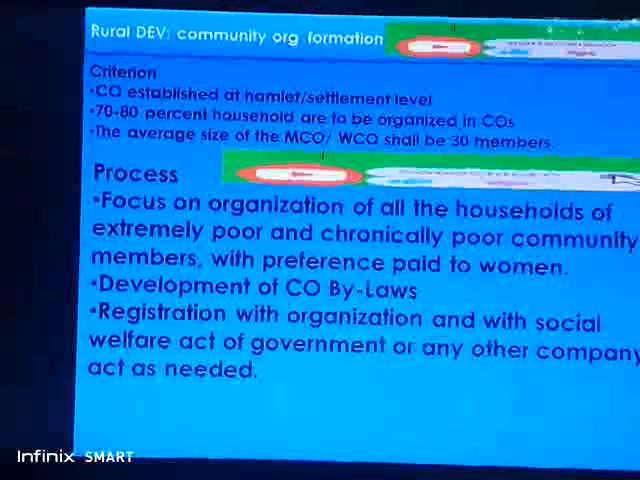 Rural DEV: community org formation
Criterion
•CO established at hamlet/settlement level
•70-80 percent household are to be organized in COs
•The average size of the MCO/ WCO shall be 30 members.
Process
•Focus on organization of all the households of
extremely poor and chronically poor community
members, with preference paid to women.
•Development of CO By-Laws
•Registration with organization and with social
welfare act of government or any other company
act as needed.
Infinix SMART